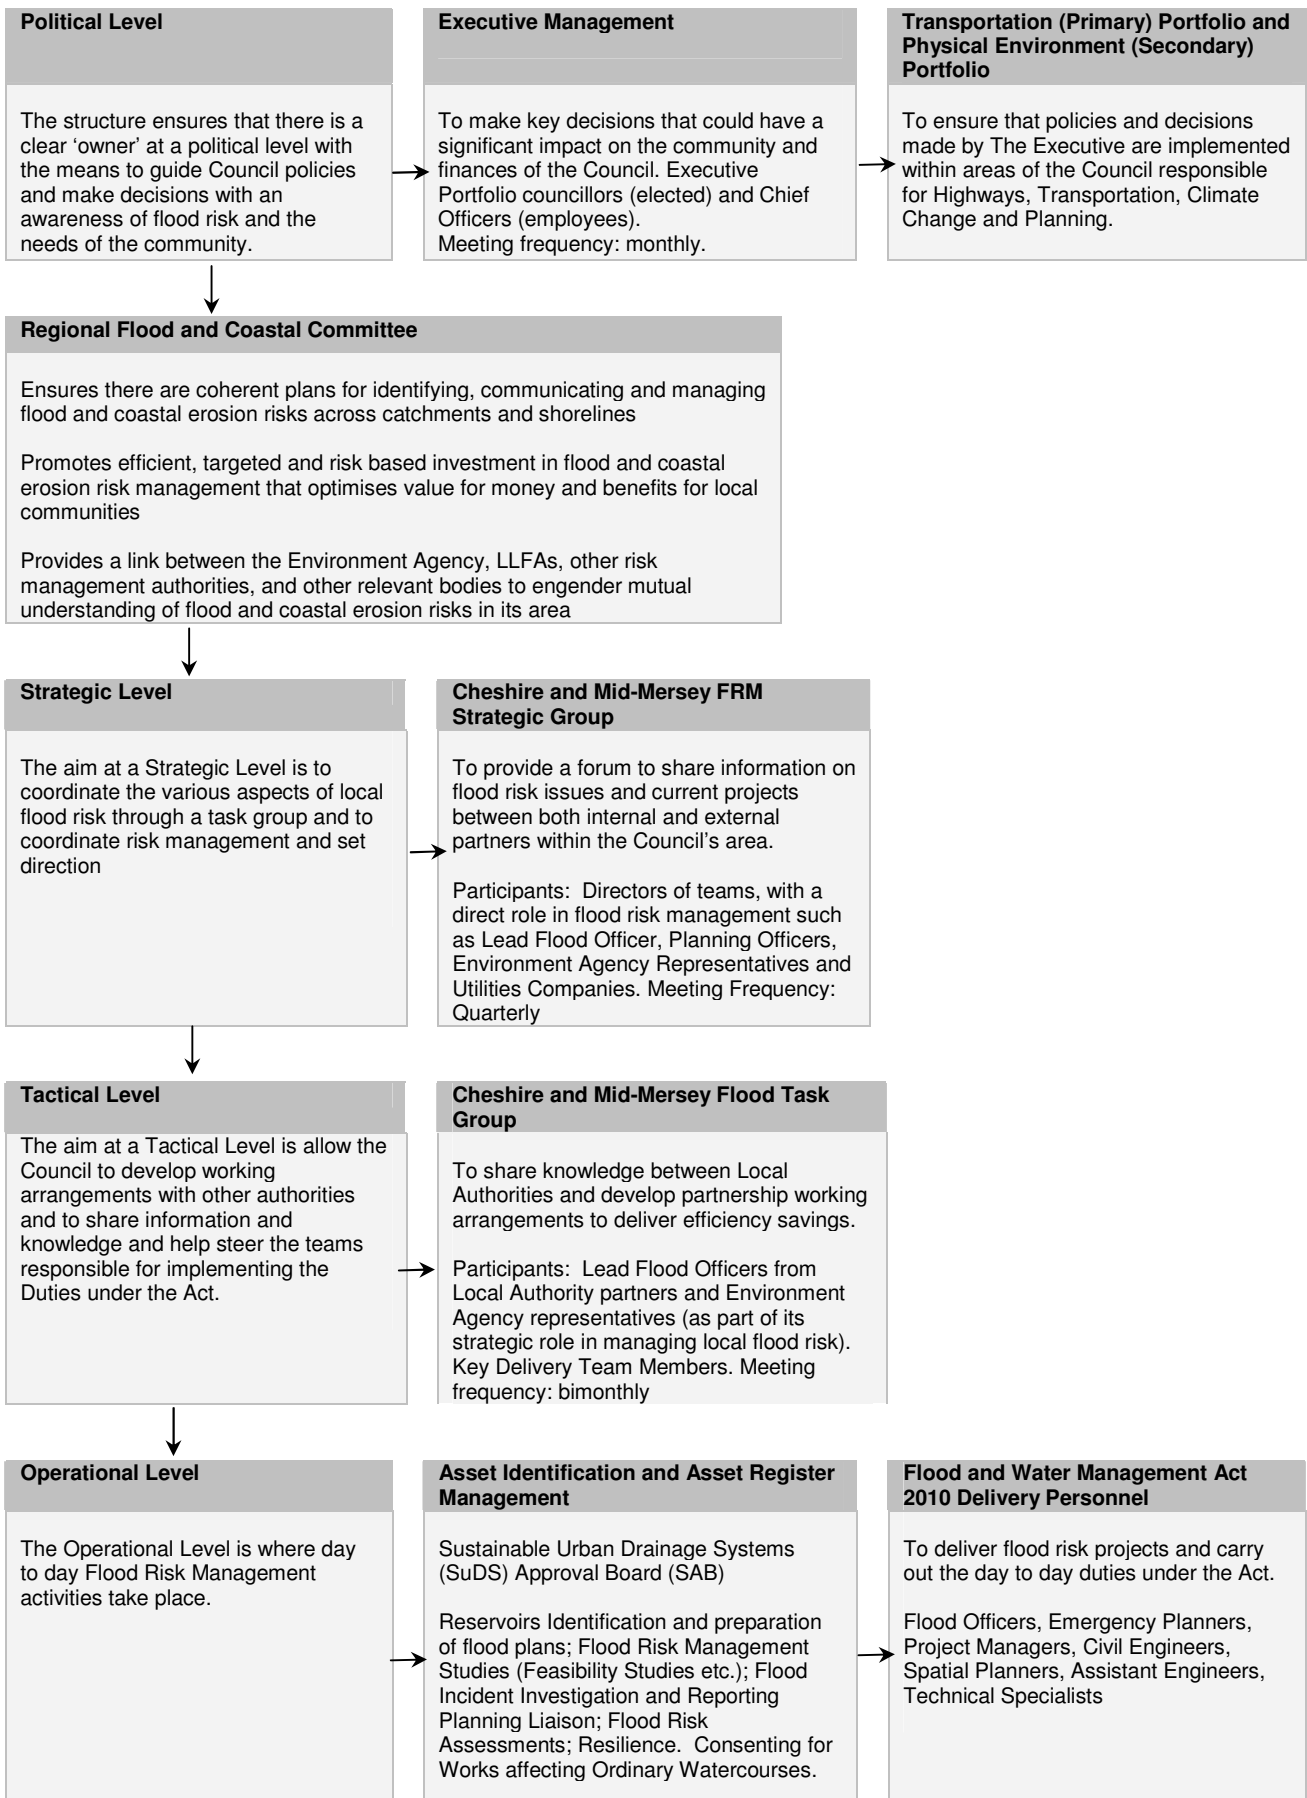 Political Level
The structure ensures that there is a
clear ‘owner’ at a political level with
the means to guide Council policies
and make decisions with an
awareness of flood risk and the
needs of the community.
Executive Management
To make key decisions that could have a
significant impact on the community and
finances of the Council. Executive
Portfolio councillors (elected) and Chief
Officers (employees).
Meeting frequency: monthly.
Transportation (Primary) Portfolio and
Physical Environment (Secondary)
Portfolio
To ensure that policies and decisions
made by The Executive are implemented
within areas of the Council responsible
for Highways, Transportation, Climate
Change and Planning.
Regional Flood and Coastal Committee
Ensures there are coherent plans for identifying, communicating and managing
flood and coastal erosion risks across catchments and shorelines
Promotes efficient, targeted and risk based investment in flood and coastal
erosion risk management that optimises value for money and benefits for local
communities
Provides a link between the Environment Agency, LLFAs, other risk
management authorities, and other relevant bodies to engender mutual
understanding of flood and coastal erosion risks in its area
Strategic Level
The aim at a Strategic Level is to
coordinate the various aspects of local
flood risk through a task group and to
coordinate risk management and set
direction
Cheshire and Mid-Mersey FRM
Strategic Group
To provide a forum to share information on
flood risk issues and current projects
between both internal and external
partners within the Council’s area.
Participants:  Directors of teams, with a
direct role in flood risk management such
as Lead Flood Officer, Planning Officers,
Environment Agency Representatives and
Utilities Companies. Meeting Frequency:
Quarterly
Tactical Level
The aim at a Tactical Level is allow the
Council to develop working
arrangements with other authorities
and to share information and
knowledge and help steer the teams
responsible for implementing the
Duties under the Act.
Cheshire and Mid-Mersey Flood Task
Group
To share knowledge between Local
Authorities and develop partnership working
arrangements to deliver efficiency savings.
Participants:  Lead Flood Officers from
Local Authority partners and Environment
Agency representatives (as part of its
strategic role in managing local flood risk).
Key Delivery Team Members. Meeting
frequency: bimonthly
Operational Level
The Operational Level is where day
to day Flood Risk Management
activities take place.
Asset Identification and Asset Register
Management
Sustainable Urban Drainage Systems
(SuDS) Approval Board (SAB)
Reservoirs Identification and preparation
of flood plans; Flood Risk Management
Studies (Feasibility Studies etc.); Flood
Incident Investigation and Reporting
Planning Liaison; Flood Risk
Assessments; Resilience.  Consenting for
Works affecting Ordinary Watercourses.
Flood and Water Management Act
2010 Delivery Personnel
To deliver flood risk projects and carry
out the day to day duties under the Act.
Flood Officers, Emergency Planners,
Project Managers, Civil Engineers,
Spatial Planners, Assistant Engineers,
Technical Specialists